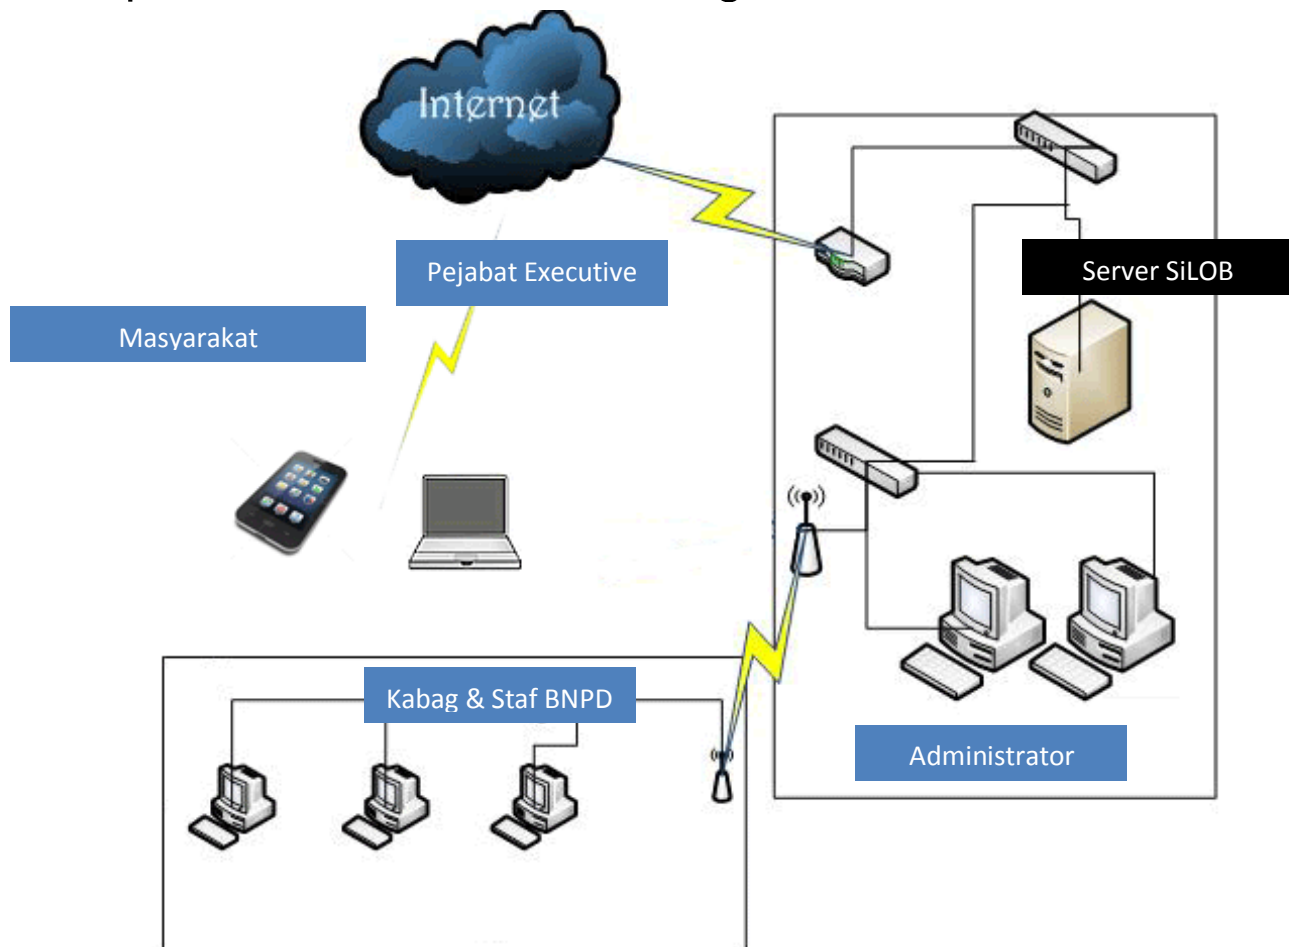 Internet
Pejabat Executive
Server SiLOB
Masyarakat
Kabag & Staf BNPD
Administrator